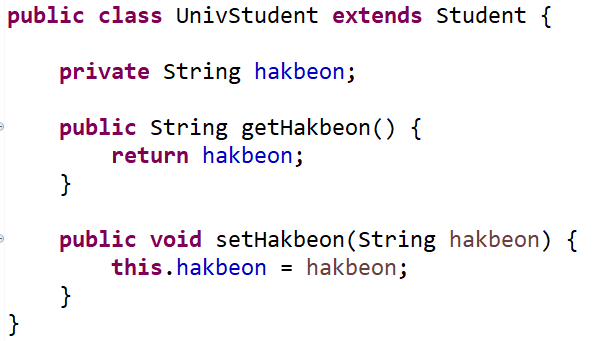 public class UnivStudent extends Student {
private String hakbeon;
public String getHakbeon() {
return hakbeon;
}
public void setHakbeon(String hakbeon) {
this.hakbeon = hakbeon;
}
}